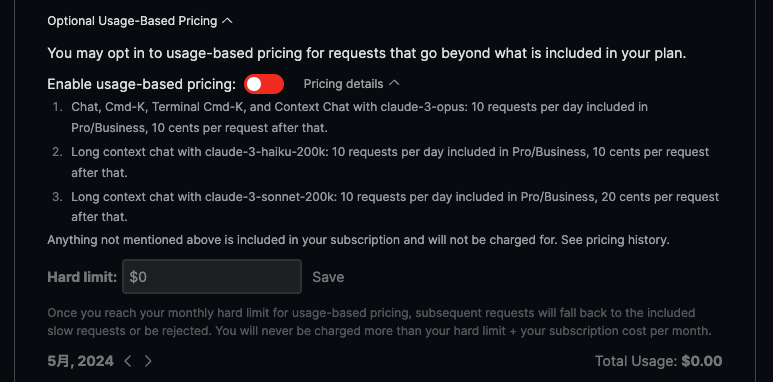 Optional Usage-Based Pricing
You may opt in to usage-based pricing for requests that go beyond what is included in your plan.
Enable usage-based pricing: Pricing details
1. Chat, Cmd-K, Terminal Cmd-K, and Context Chat with claude-3-opus: 10 requests per day included in
Pro/Business, 10 cents per request after that.
2. Long context chat with claude-3-haiku-200k: 10 requests per day included in Pro/Business, 10 cents per request
after that.
3. Long context chat with claude-3-sonnet-200k: 10 requests per day included in Pro/Business, 20 cents per request
after that.
Anything not mentioned above is included in your subscription and will not be charged for. See pricing history.
Hard limit: $0 Save
Once you reach your monthly hard limit for usage-based pricing, subsequent requests will fall back to the included
slow requests or be rejected. You will never be charged more than your hard limit + your subscription cost per month.
5月, 2024 Total Usage: $0.00